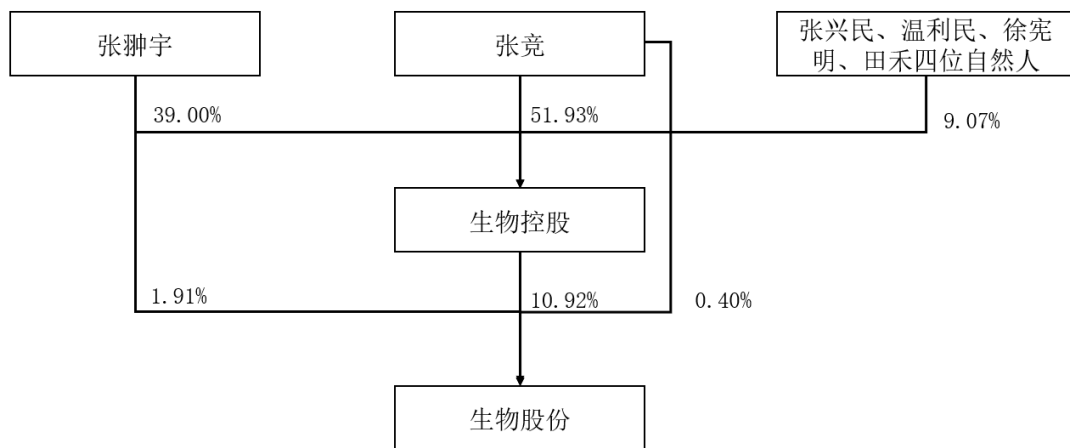 张翀宇
张竞
张兴民、温利民、徐宪
明、田禾四位自然人
39.00%
51.93%
9.07%
生物控股
1.91%
10.92%
0.40%
生物股份